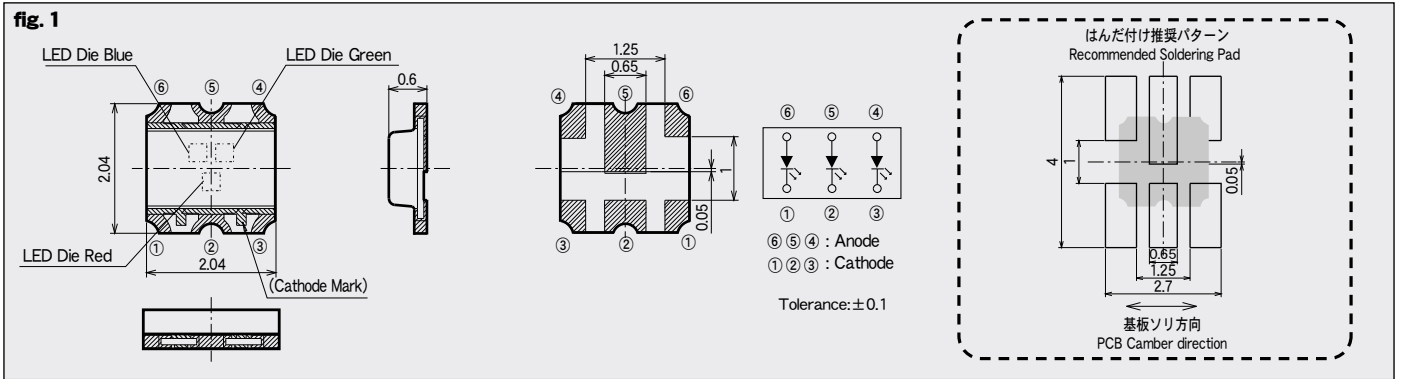 fig. 1
LED Die Blue
LED Die Green
⑥ ⑤ ④
2.04
① ② ③
LED Die Red
2.04
(Cathode Mark)
0.6
1.25
0.65
④ ⑤ ⑥
1
0.05
③ ② ①
⑥ ⑤ ④
① ② ③
⑥⑤④ : Anode
①②③ : Cathode
Tolerance:±0.1
はんだ付け推奨パターン
Recommended Soldering Pad
4
1
0.05
0.65
1.25
2.7
基板ソリ方向
PCB Camber direction